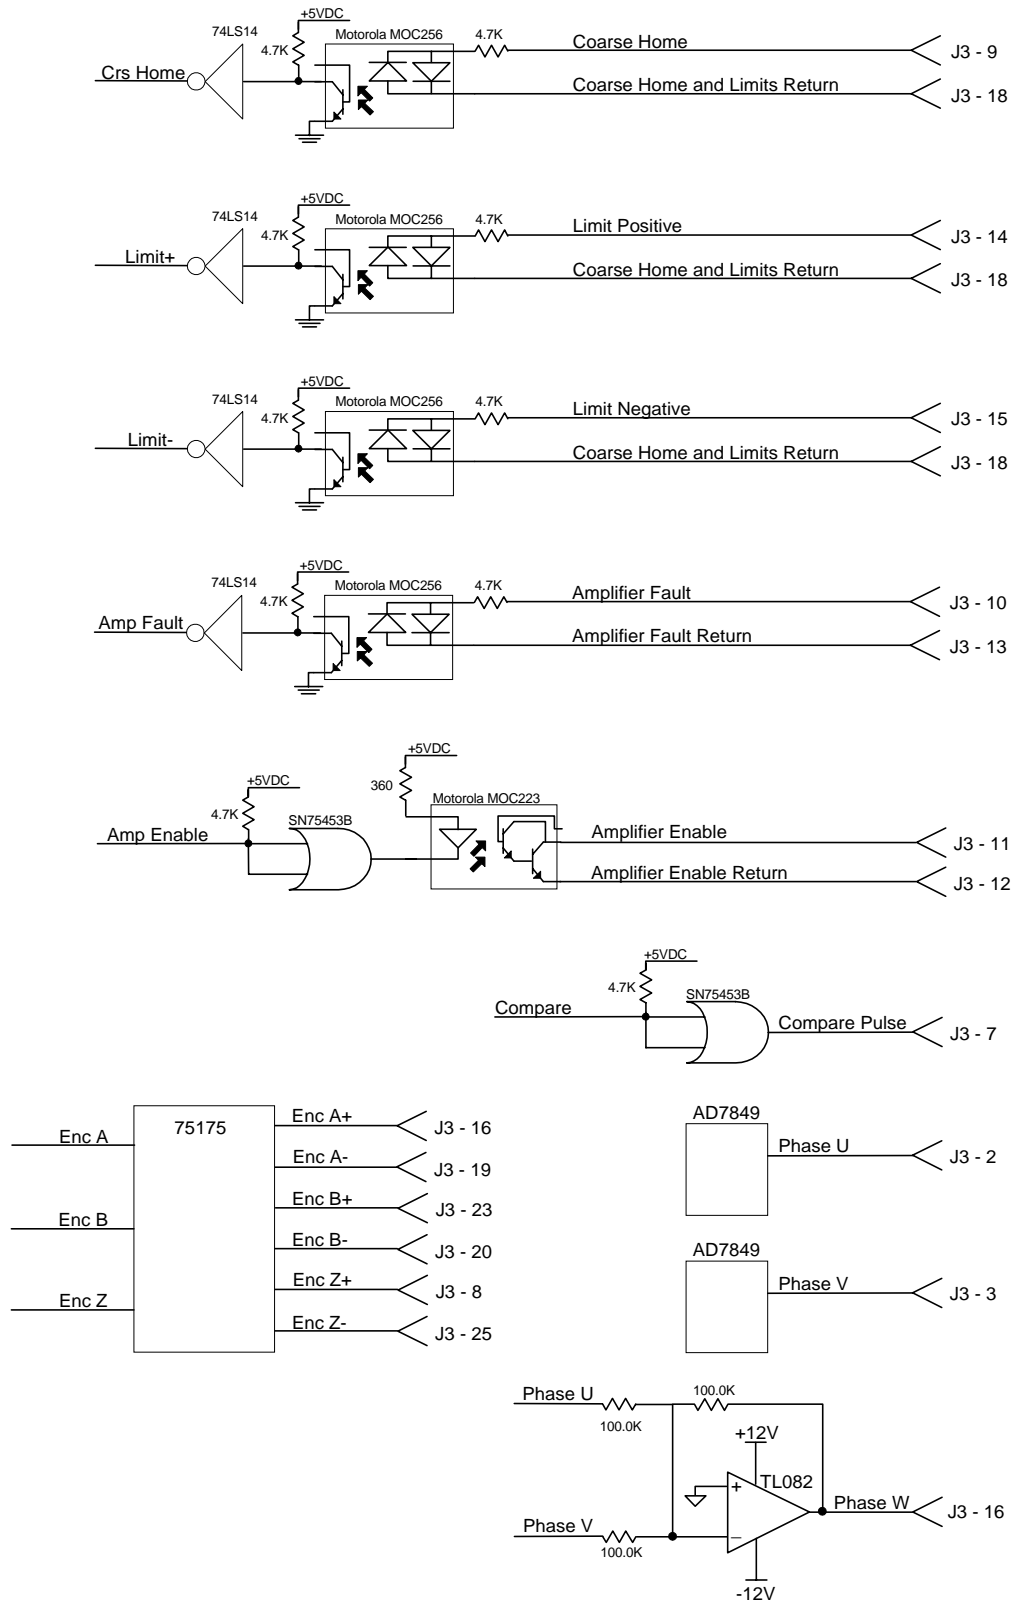 +5VDC
74LS14
4.7K
Motorola MOC256
4.7K
Coarse Home
J3 - 9
Crs Home
Coarse Home and Limits Return
J3 - 18
+5VDC
74LS14
4.7K
Motorola MOC256
4.7K
Limit Positive
J3 - 14
Limit+
Coarse Home and Limits Return
J3 - 18
+5VDC
74LS14
4.7K
Motorola MOC256
4.7K
Limit Negative
J3 - 15
Limit-
Coarse Home and Limits Return
J3 - 18
+5VDC
74LS14
4.7K
Motorola MOC256
4.7K
Amplifier Fault
J3 - 10
Amp Fault
Amplifier Fault Return
J3 - 13
+5VDC
360
+5VDC
4.7K
SN75453B
Motorola MOC223
Amp Enable
Amplifier Enable
J3 - 11
Amplifier Enable Return
J3 - 12
+5VDC
4.7K
SN75453B
Compare
Compare Pulse
J3 - 7
75175
Enc A
Enc A+
J3 - 16
Enc A-
J3 - 19
Enc B
Enc B+
J3 - 23
Enc B-
J3 - 20
Enc Z
Enc Z+
J3 - 8
Enc Z-
J3 - 25
AD7849
Phase U
J3 - 2
AD7849
Phase V
J3 - 3
Phase U
100.0K
100.0K
+12V
+
TL082
Phase W
J3 - 16
Phase V
100.0K
–
-12V